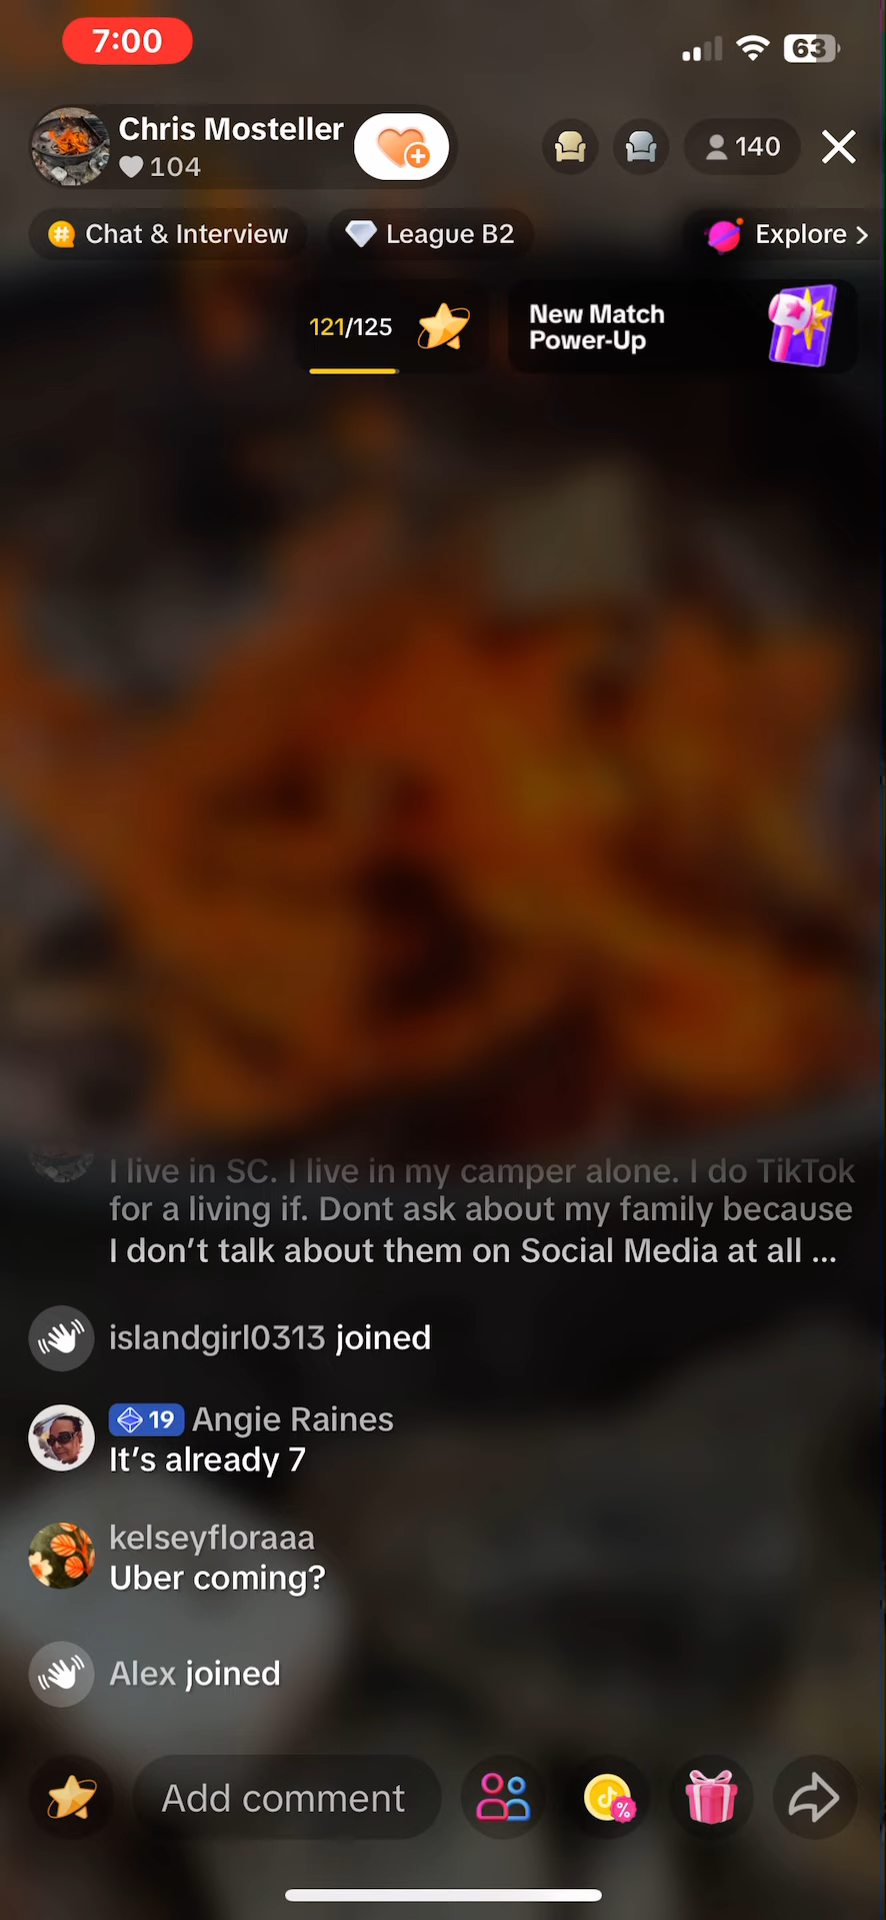 7:00
63
Chris Mosteller
104
140
Chat & Interview
League B2
Explore >
121/125
New Match
Power-Up
I live in SC. I live in my camper alone. I do TikTok
for a living if. Dont ask about my family because
I don't talk about them on Social Media at all ...
islandgirl0313 joined
19 Angie Raines
It's already 7
kelseyfloraaa
Uber coming?
Alex joined
Add comment